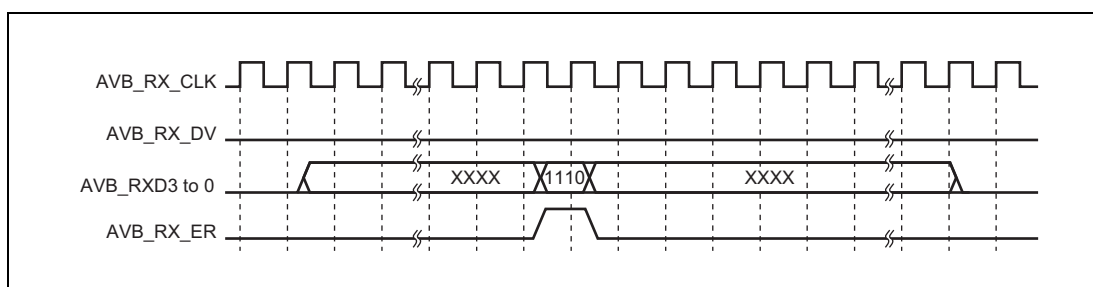 AVB_RX_CLK
AVB_RX_DV
AVB_RXD3 to 0 XXXX 1110 XXXX
AVB_RX_ER